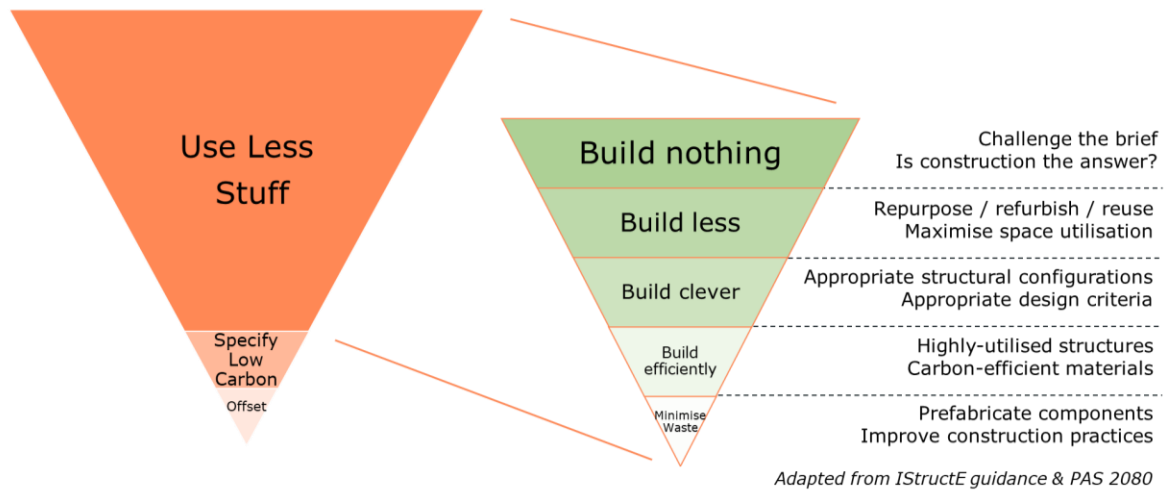 Use Less
Stuff
Specify
Low
Carbon
Offset
Build nothing
Challenge the brief
Is construction the answer?
Build less
Repurpose / refurbish / reuse
Maximise space utilisation
Build clever
Appropriate structural configurations
Appropriate design criteria
Build
efficiently
Highly-utilised structures
Carbon-efficient materials
Minimise
Waste
Prefabricate components
Improve construction practices
Adapted from IStructE guidance & PAS 2080